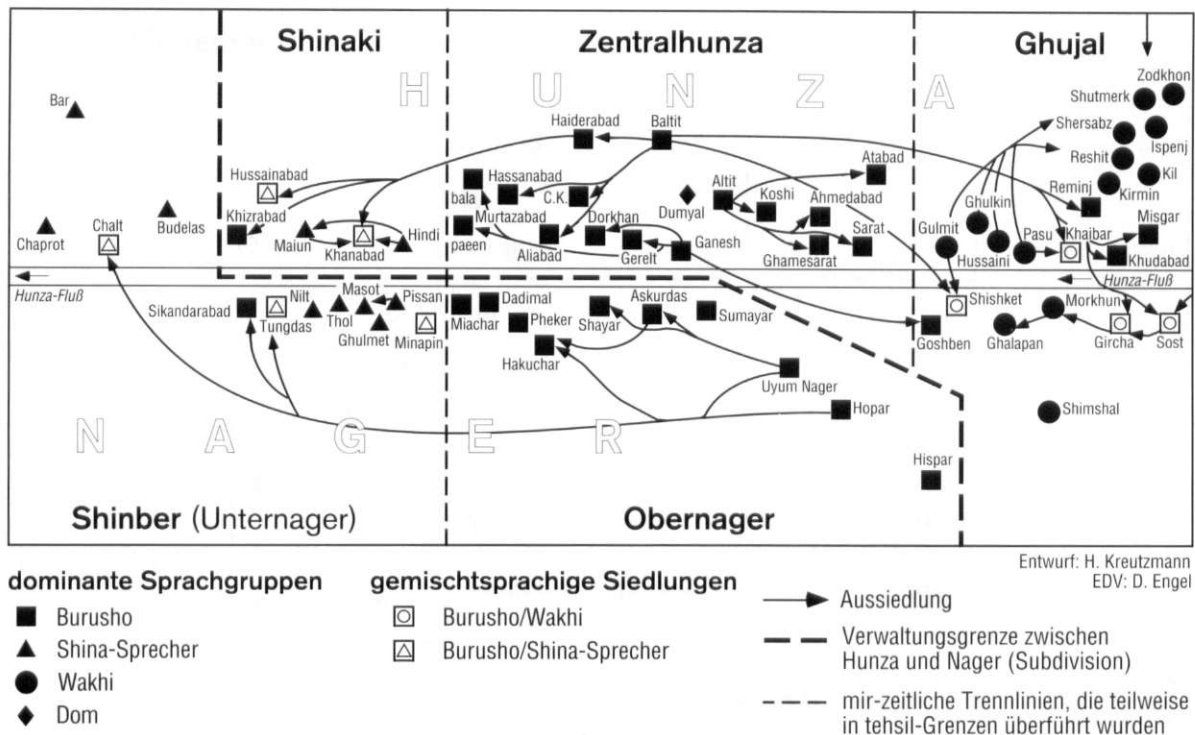 Shinaki
Zentralhunza
Ghujal
H U N Z A
Bar
Zodkhon
Shutmerk
Haiderabad
Baltit
Shersabz
Ispenj
Hussainabad
Hassanabad
Atabad
Reshit
Kil
bala
C.K.
Altit
Koshi
Ahmedabad
Reminj
Kirmin
Dumyal
Ghulkin
Khizrabad
Murtazabad
Dorkhan
Misgar
Budelas
Chalt
Chaprot
Maiun
Hindi
Khanabad
paeen
Aliabad
Gerelt
Ganesh
Ghamesarat
Sarat
Gulmit
Hussaini
Pasu
Khaibar
Khudabad
Hunza-Fluß
Hunza-Fluß
Sikandarabad
Nilt
Masot
Pissan
Dadimal
Askurdas
Shishket
Morkhun
Tungdas
Thol
Ghulmet
Minapin
Miachar
Pheker
Shayar
Sumayar
Goshben
Ghalapan
Gircha
Sost
Hakuchar
Uyum Nager
Hopar
Shimshal
N A G E R
Hispar
Shinber (Unternager)
Obernager
Entwurf: H. Kreutzmann
EDV: D. Engel
dominante Sprachgruppen
Burusho
Shina-Sprecher
Wakhi
Dom
gemischtsprachige Siedlungen
Burusho/Wakhi
Burusho/Shina-Sprecher
Aussiedlung
Verwaltungsgrenze zwischen
Hunza und Nager (Subdivision)
mir-zeitliche Trennlinien, die teilweise
in tehsil-Grenzen überführt wurden